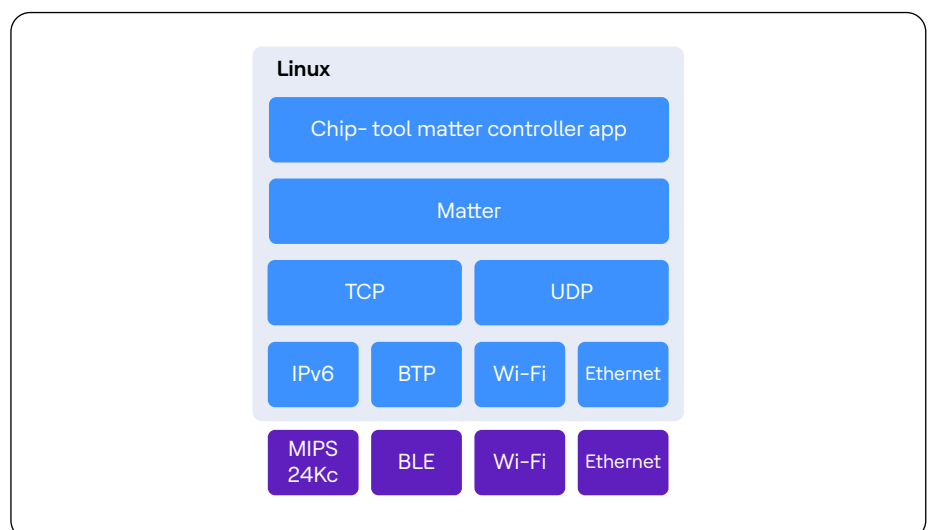 Linux
Chip- tool matter controller app
Matter
TCP
UDP
IPv6
BTP
Wi-Fi
Ethernet
MIPS
24Kc
BLE
Wi-Fi
Ethernet